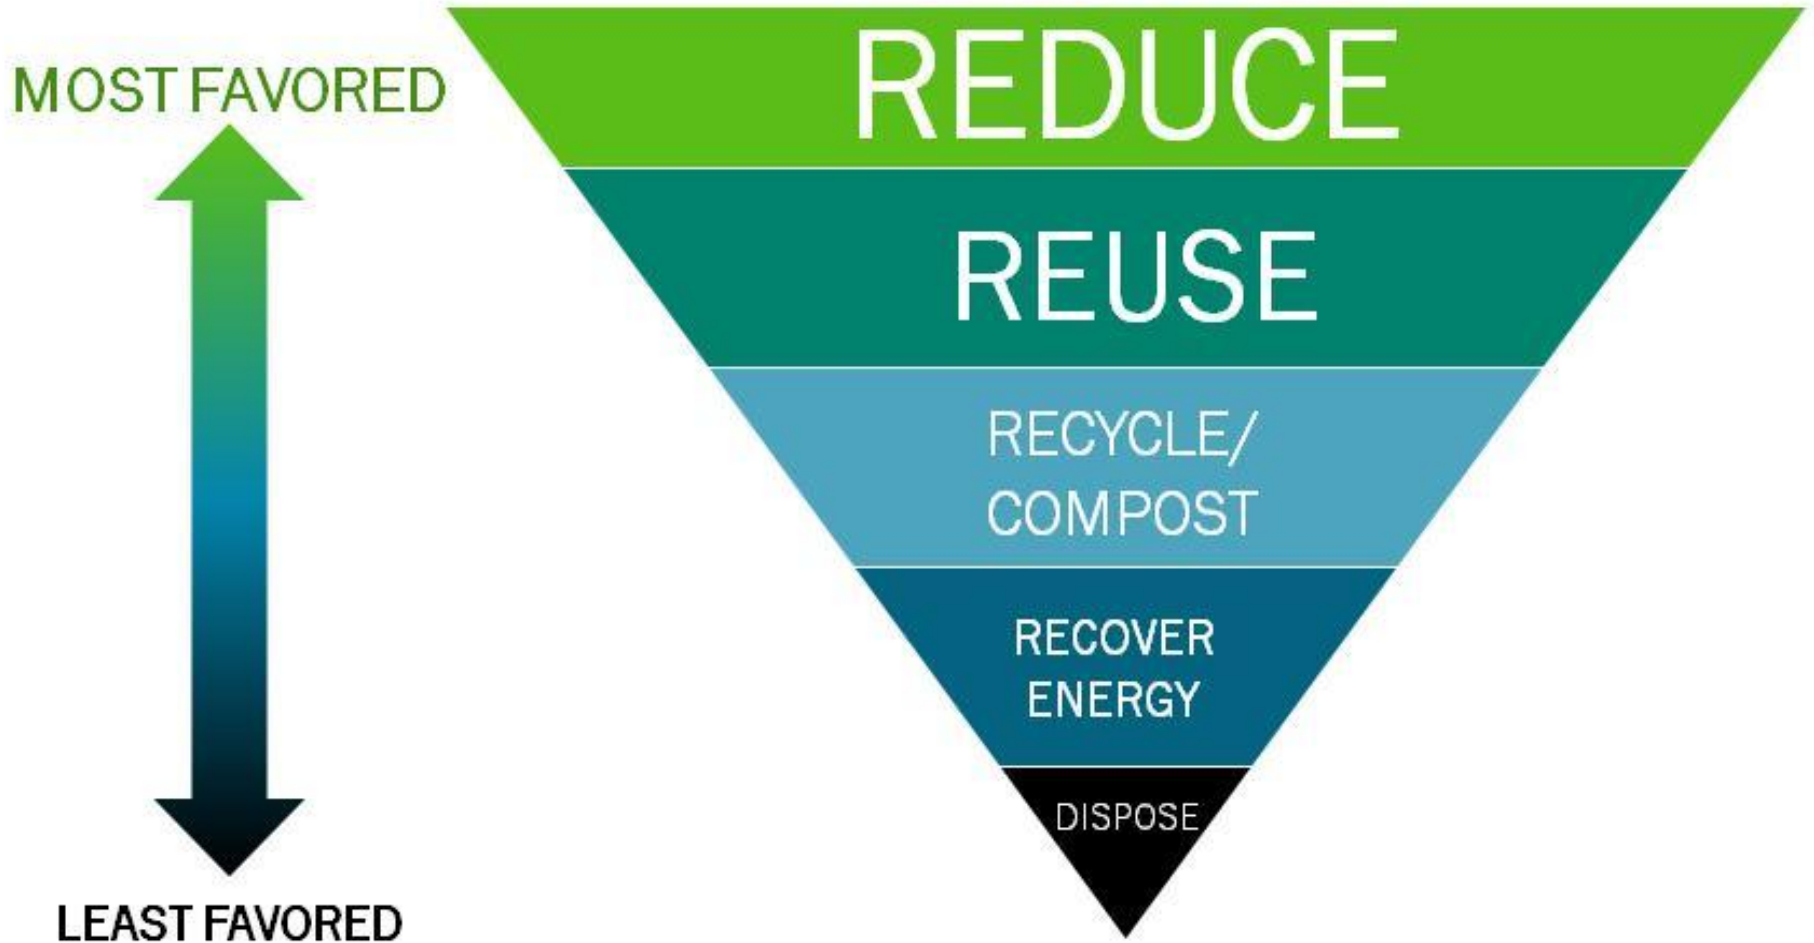 MOST FAVORED
REDUCE
REUSE
RECYCLE/
COMPOST
RECOVER
ENERGY
DISPOSE
LEAST FAVORED